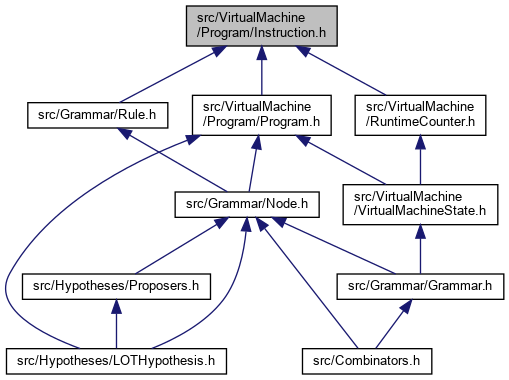 src/VirtualMachine
/Program/Instruction.h
src/Grammar/Rule.h
src/VirtualMachine
/Program/Program.h
src/VirtualMachine
/RuntimeCounter.h
src/Grammar/Node.h
src/VirtualMachine
/VirtualMachineState.h
src/Hypotheses/Proposers.h
src/Grammar/Grammar.h
src/Hypotheses/LOTHypothesis.h
src/Combinators.h